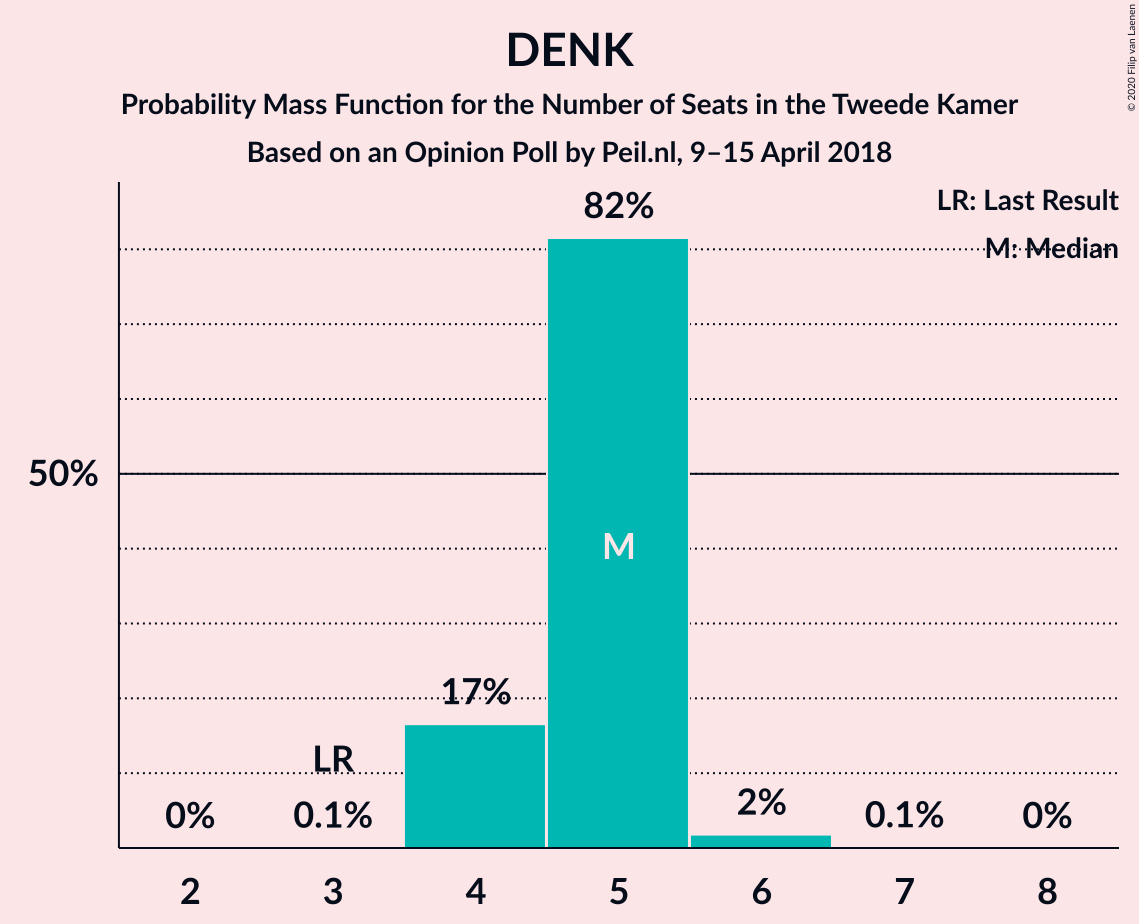 DENK
Probability Mass Function for the Number of Seats in the Tweede Kamer
Based on an Opinion Poll by Peil.nl, 9–15 April 2018
© 2020 Filip van Laenen
LR: Last Result
M: Median
82%
50%
M
17%
LR
0% 0.1% 2% 0.1% 0%
2 3 4 5 6 7 8